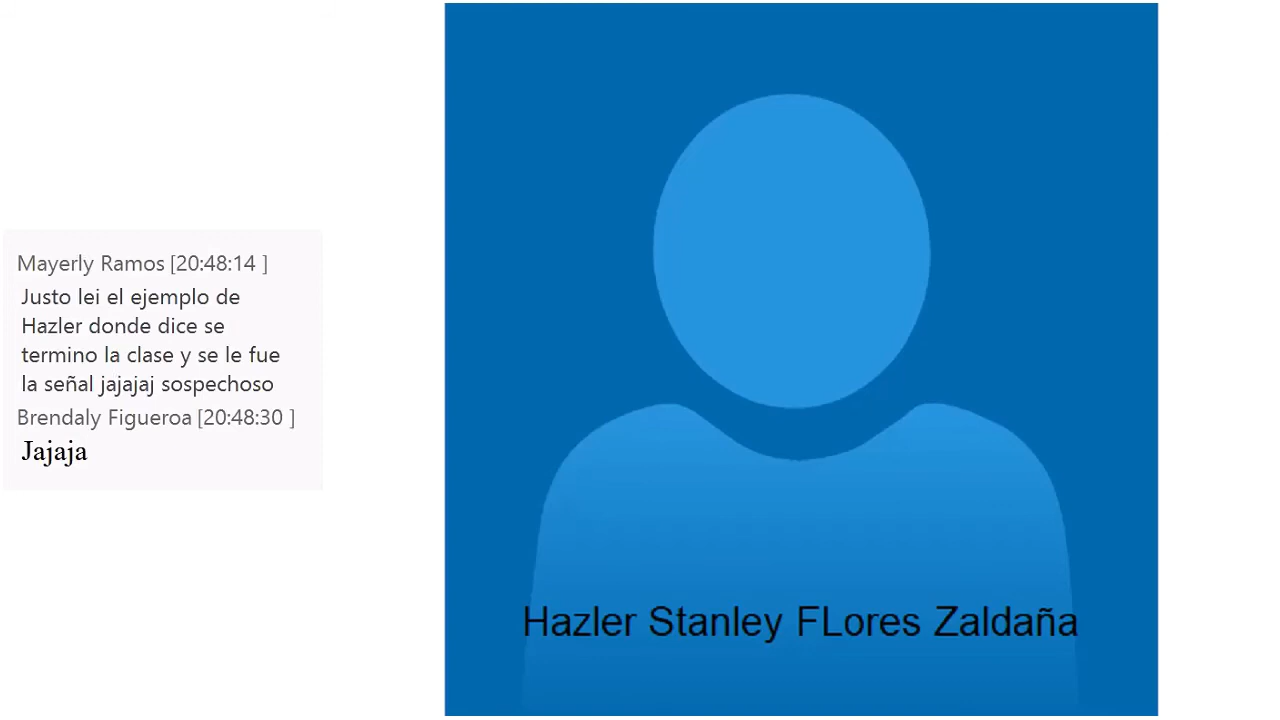 Mayerly Ramos [20:48:14 ]
Justo lei el ejemplo de
Hazler donde dice se
termino la clase y se le fue
la señal jajajaj sospechoso
Brendaly Figueroa [20:48:30 ]
Jajaja
Hazler Stanley FLores Zaldaña